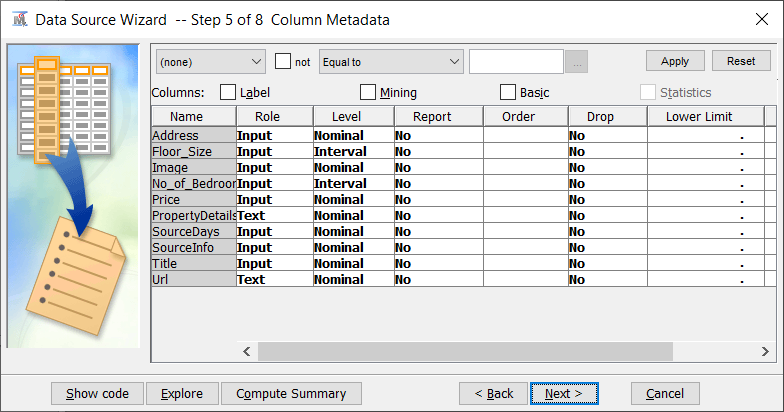 Data Source Wizard -- Step 5 of 8 Column Metadata
(none) not Equal to ... Apply Reset
Columns: Label Mining Basic Statistics
Name Role Level Report Order Drop Lower Limit
Address Input Nominal No No .
Floor_Size Input Interval No No .
Image Input Nominal No No .
No_of_Bedroom Input Interval No No .
Price Input Nominal No No .
PropertyDetails Text Nominal No No .
SourceDays Input Nominal No No .
SourceInfo Input Nominal No No .
Title Input Nominal No No .
Url Text Nominal No No .
Show code Explore Compute Summary < Back Next > Cancel